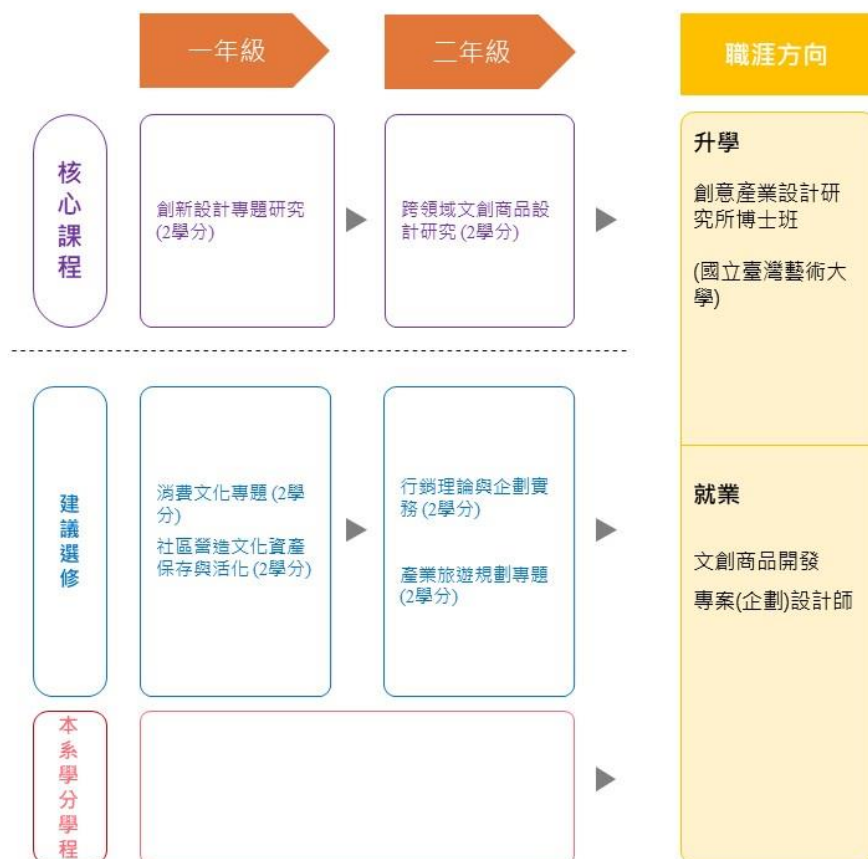 一年級
二年級
職涯方向
核心課程
創新設計專題研究
(2學分)
跨領域文創商品設
計研究 (2學分)
升學
創意產業設計研
究所博士班
(國立臺灣藝術大
學)
建議選修
消費文化專題 (2學
分)
社區營造文化資產
保存與活化 (2學分)
行銷理論與企劃實
務 (2學分)
產業旅遊規劃專題
(2學分)
就業
文創商品開發
專案(企劃)設計師
本系學分學程